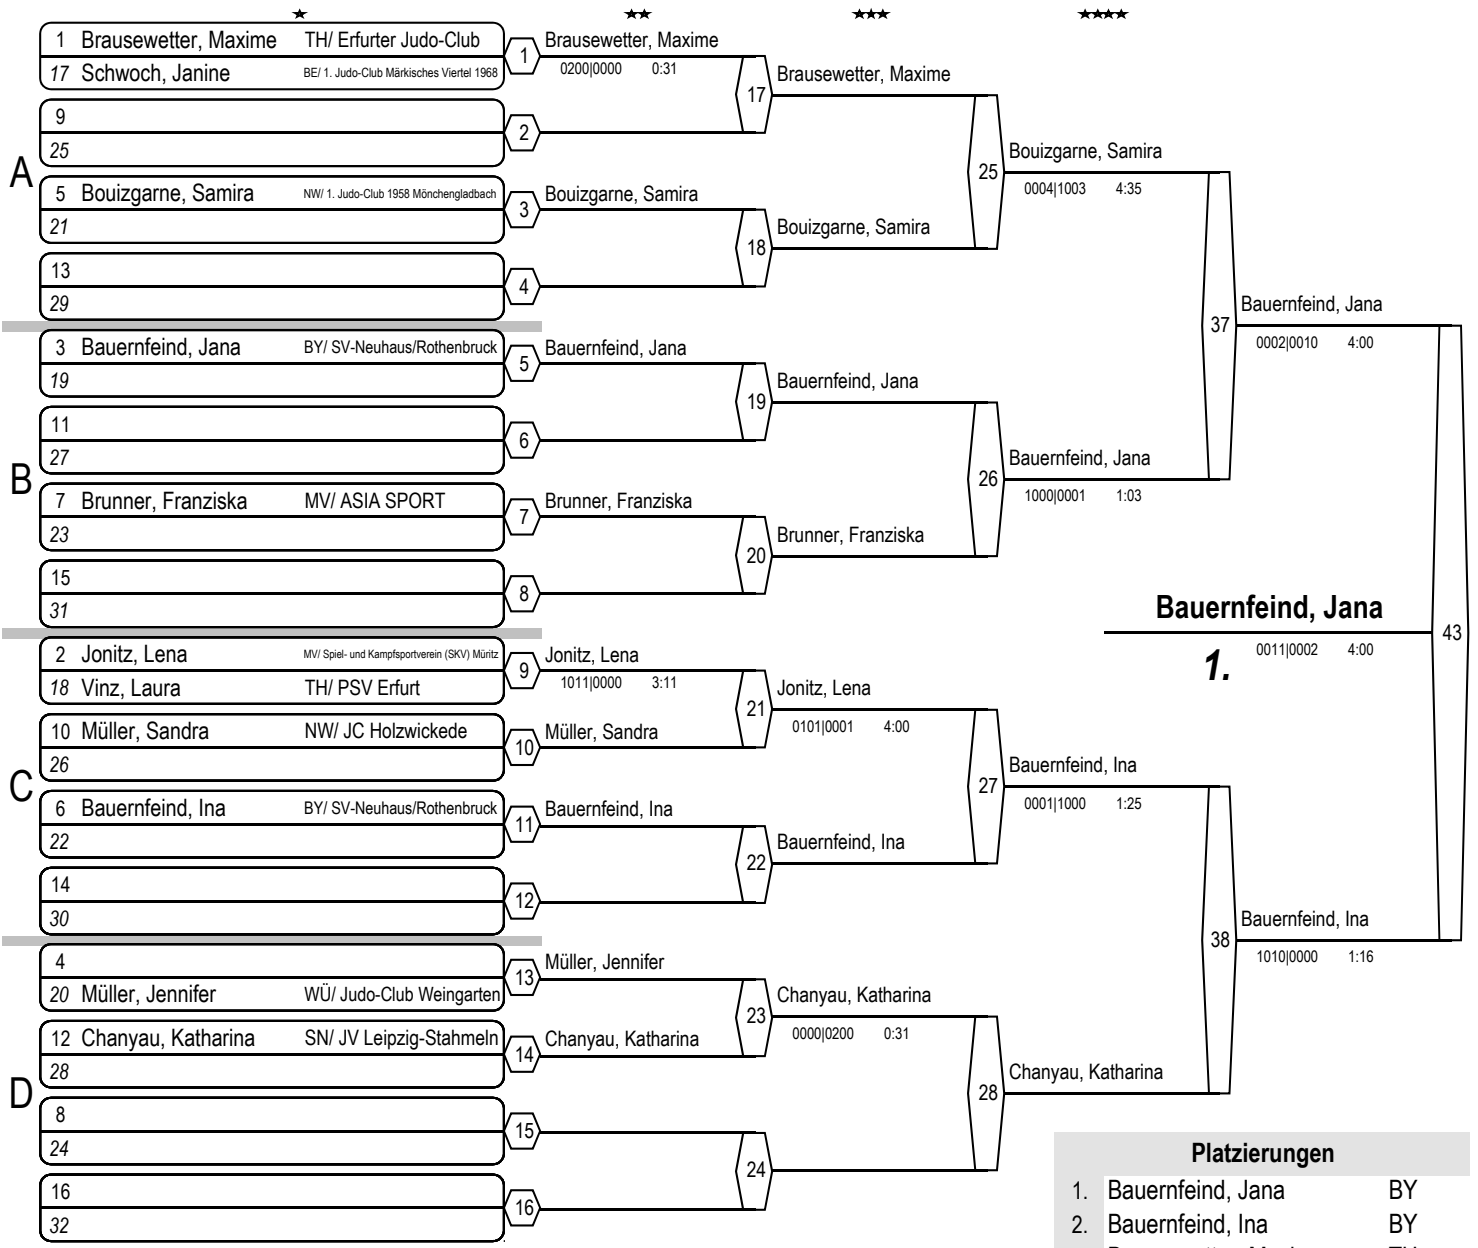 ★ ★★ ★★★ ★★★★
1 Brausewetter, Maxime TH/ Erfurter Judo-Club
17 Schwoch, Janine BE/ 1. Judo-Club Märkisches Viertel 1968
9
25
A
5 Bouizgarne, Samira NW/ 1. Judo-Club 1958 Mönchengladbach
21
13
29
3 Bauernfeind, Jana BY/ SV-Neuhaus/Rothenbruck
19
11
27
B
7 Brunner, Franziska MV/ ASIA SPORT
23
15
31
2 Jonitz, Lena MV/ Spiel- und Kampfsportverein (SKV) Müritz
18 Vinz, Laura TH/ PSV Erfurt
10 Müller, Sandra NW/ JC Holzwickede
26
C
6 Bauernfeind, Ina BY/ SV-Neuhaus/Rothenbruck
22
14
30
4
20 Müller, Jennifer WÜ/ Judo-Club Weingarten
12 Chanyau, Katharina SN/ JV Leipzig-Stahmeln
28
D
8
24
16
32
1 Brausewetter, Maxime
0200|0000 0:31
2
3 Bouizgarne, Samira
4
5 Bauernfeind, Jana
6
7 Brunner, Franziska
8
9 Jonitz, Lena
1011|0000 3:11
10 Müller, Sandra
11 Bauernfeind, Ina
12
13 Müller, Jennifer
14 Chanyau, Katharina
15
16
17 Brausewetter, Maxime
18 Bouizgarne, Samira
19 Bauernfeind, Jana
20 Brunner, Franziska
21 Jonitz, Lena
0101|0001 4:00
22 Bauernfeind, Ina
23 Chanyau, Katharina
0000|0200 0:31
24
25 Bouizgarne, Samira
0004|1003 4:35
26 Bauernfeind, Jana
1000|0001 1:03
27 Bauernfeind, Ina
0001|1000 1:25
28 Chanyau, Katharina
37 Bauernfeind, Jana
0002|0010 4:00
38 Bauernfeind, Ina
1010|0000 1:16
Bauernfeind, Jana 43
1. 0011|0002 4:00
Platzierungen
1. Bauernfeind, Jana BY
2. Bauernfeind, Ina BY